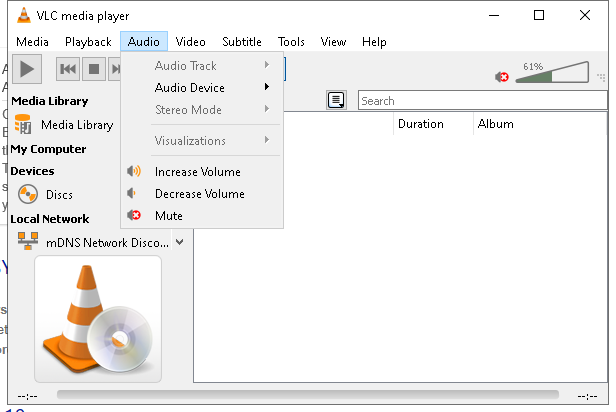 VLC media player
Media Playback Audio Video Subtitle Tools View Help
61%
Audio Track
Audio Device
Stereo Mode
Visualizations
Increase Volume
Decrease Volume
Mute
Search
Duration Album
Media Library
Media Library
My Computer
Devices
Discs
Local Network
mDNS Network Disco...
--:-- --:--